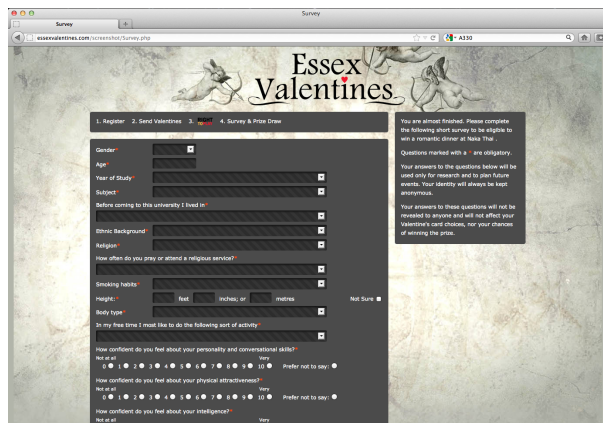 Survey
Survey
essexvalentines.com/screenshot/Survey.php
A330
Essex
Valentines
1. Register 2. Send Valentines 3. RIGHT TO PLAY 4. Survey & Prize Draw
Gender*
Age*
Year of Study*
Subject*
Before coming to this university I lived in*
Ethnic Background*
Religion*
How often do you pray or attend a religious service?*
Smoking habits*
Height:* feet inches; or metres Not Sure
Body type*
In my free time I most like to do the following sort of activity*
How confident do you feel about your personality and conversational skills?*
Not at all Very
0 1 2 3 4 5 6 7 8 9 10 Prefer not to say:
How confident do you feel about your physical attractiveness?*
Not at all Very
0 1 2 3 4 5 6 7 8 9 10 Prefer not to say:
How confident do you feel about your intelligence?*
Not at all Very
You are almost finished. Please complete
the following short survey to be eligible to
win a romantic dinner at Naka Thai .
Questions marked with a * are obligatory.
Your answers to the questions below will be
used only for research and to plan future
events. Your identity will always be kept
anonymous.
Your answers to these questions will not be
revealed to anyone and will not affect your
Valentine's card choices, nor your chances
of winning the prize.